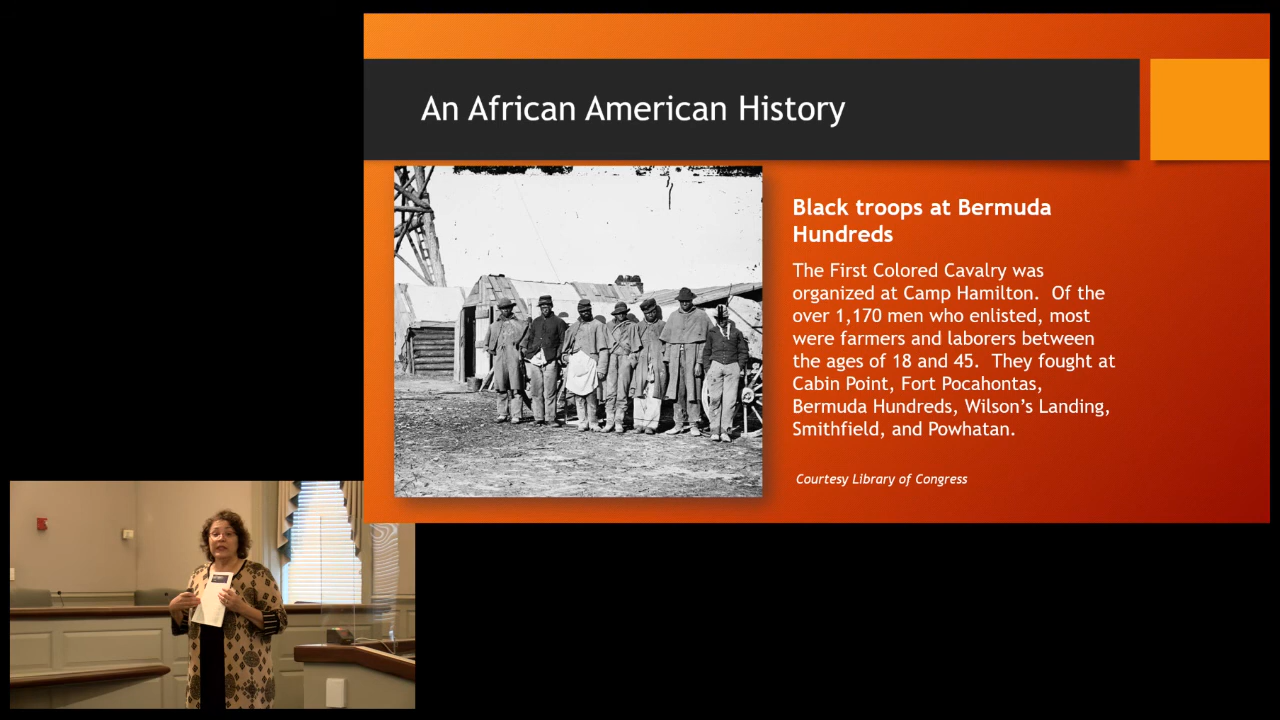 An African American History
Black troops at Bermuda
Hundreds
The First Colored Cavalry was
organized at Camp Hamilton.  Of the
over 1,170 men who enlisted, most
were farmers and laborers between
the ages of 18 and 45.  They fought at
Cabin Point, Fort Pocahontas,
Bermuda Hundreds, Wilson’s Landing,
Smithfield, and Powhatan.
Courtesy Library of Congress